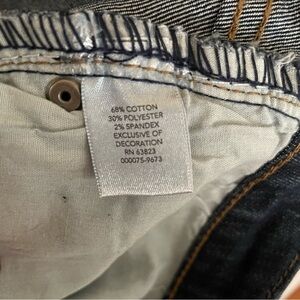 68% COTTON
30% POLYESTER
2% SPANDEX
EXCLUSIVE OF
DECORATION
RN 63823
000075-9673